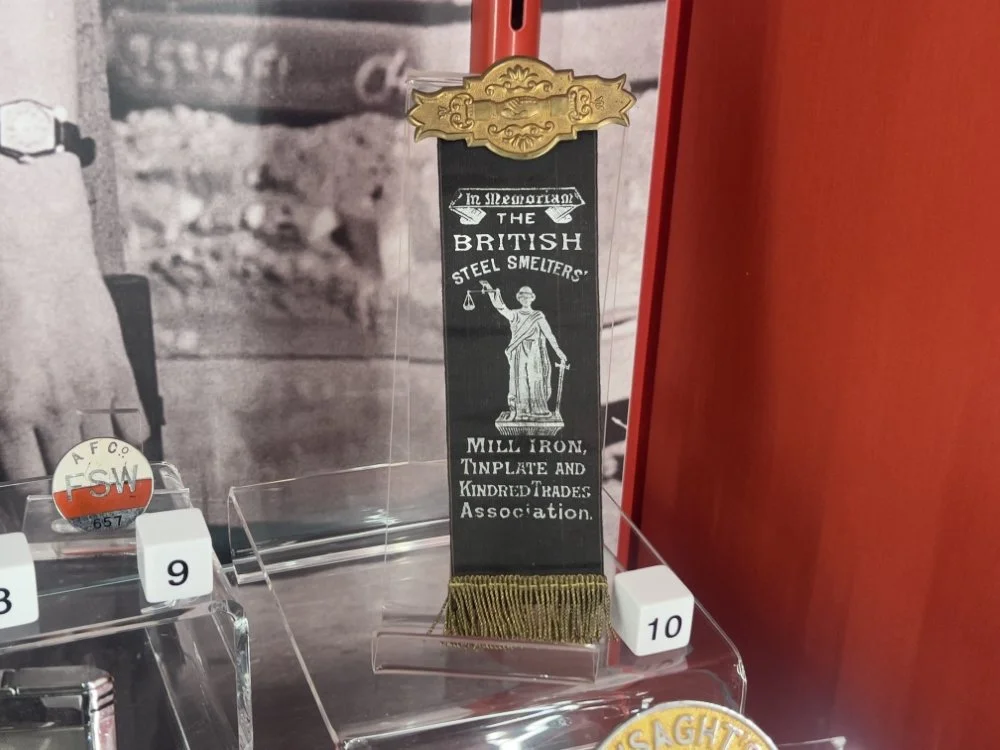 In Memoriam
THE
BRITISH
STEEL SMELTERS'
MILL IRON,
TINPLATE AND
KINDRED TRADES
ASSOCIATION.
A F Co
FSW
657
9
10